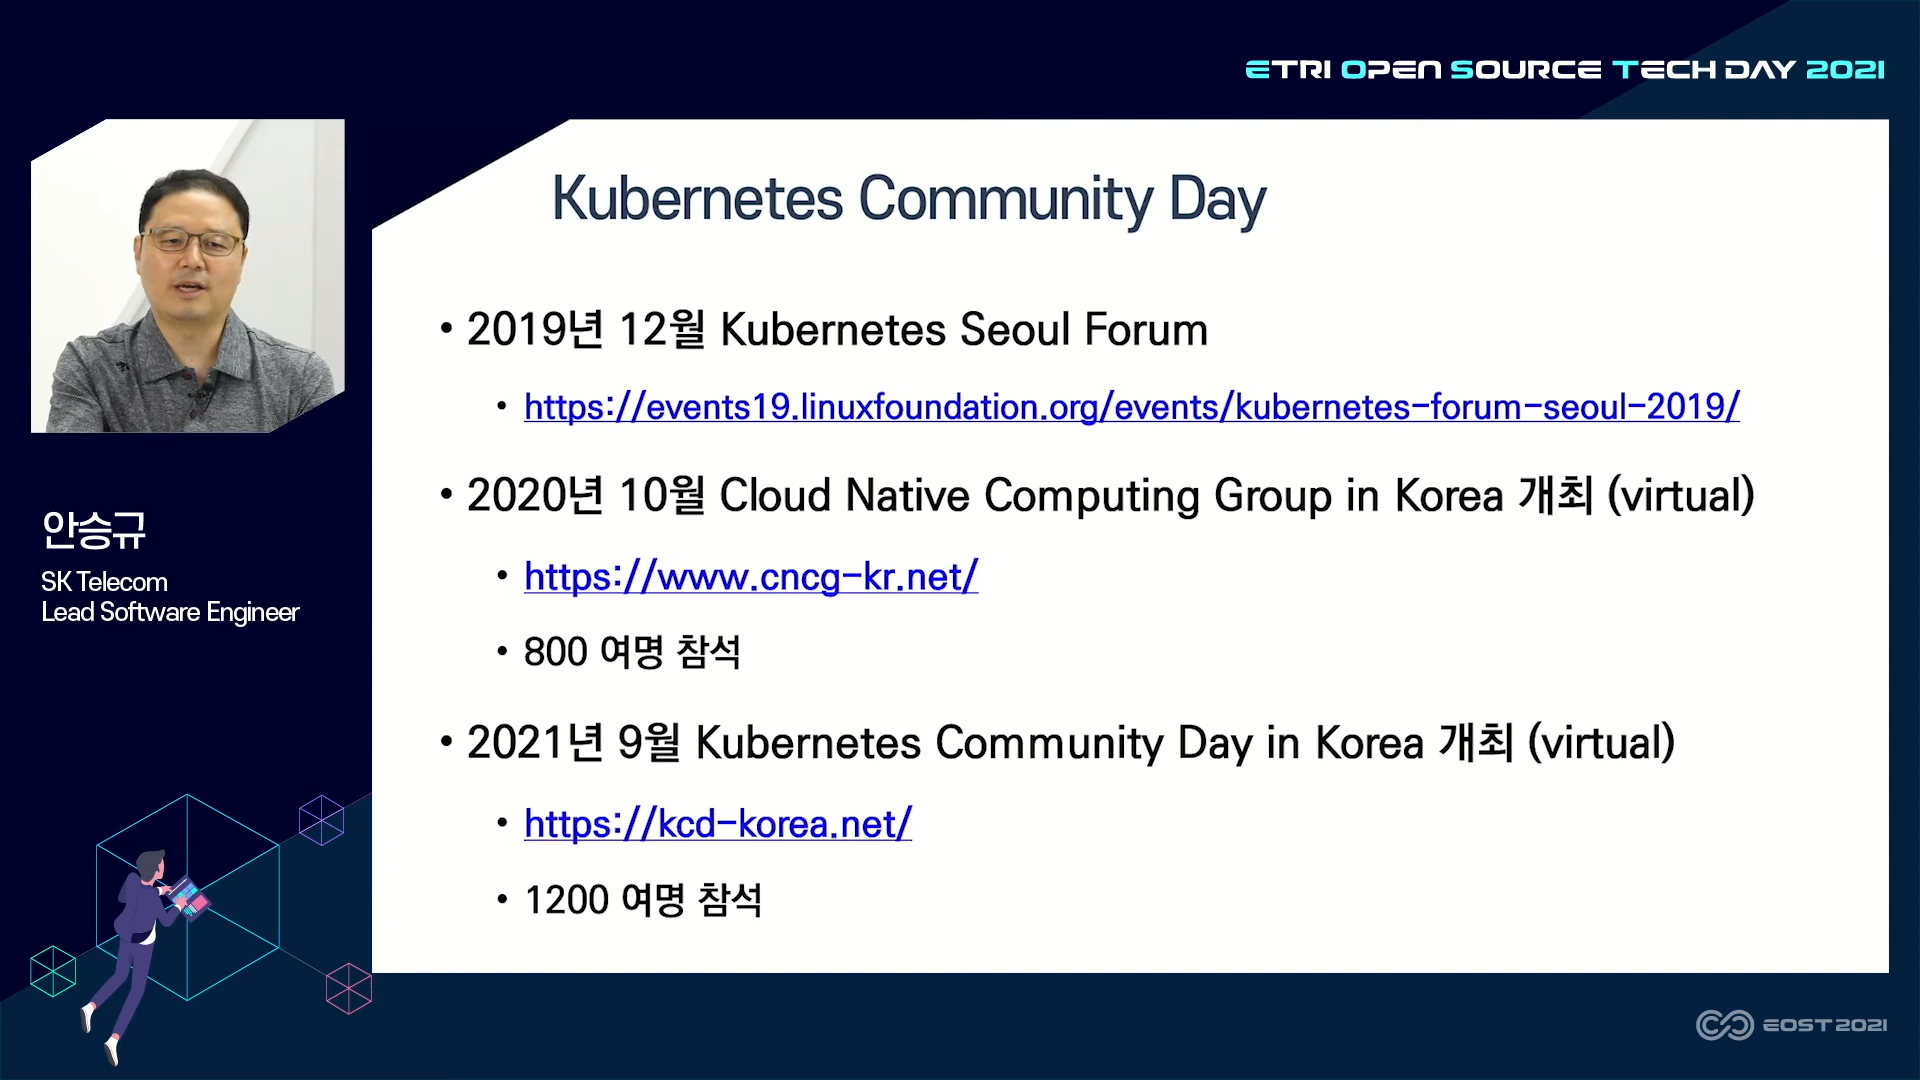 ETRI OPEN SOURCE TECH DAY 2021
Kubernetes Community Day
• 2019년 12월 Kubernetes Seoul Forum
• https://events19.linuxfoundation.org/events/kubernetes-forum-seoul-2019/
• 2020년 10월 Cloud Native Computing Group in Korea 개최 (virtual)
• https://www.cncg-kr.net/
• 800 여명 참석
• 2021년 9월 Kubernetes Community Day in Korea 개최 (virtual)
• https://kcd-korea.net/
• 1200 여명 참석
안승규
SK Telecom
Lead Software Engineer
EOST 2021